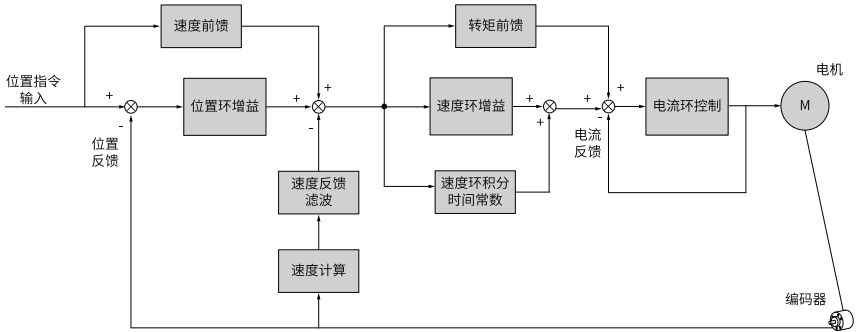 速度前馈
转矩前馈
位置指令
输入
+
-
位置环增益
+
+
-
速度环增益
+
+
+
+
-
电流环控制
电机
M
位置
反馈
电流
反馈
速度反馈
滤波
速度环积分
时间常数
速度计算
编码器